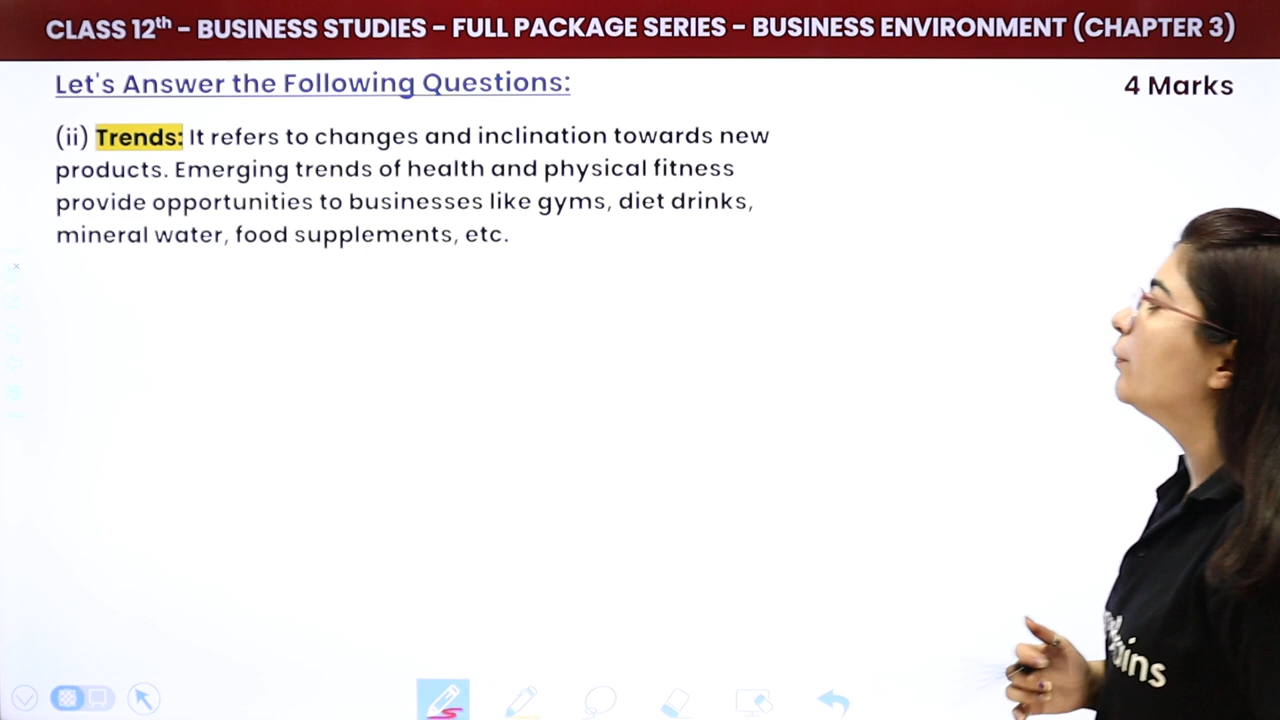 CLASS 12th – BUSINESS STUDIES – FULL PACKAGE SERIES – BUSINESS ENVIRONMENT (CHAPTER 3)
Let's Answer the Following Questions:
4 Marks
(ii) Trends: It refers to changes and inclination towards new
products. Emerging trends of health and physical fitness
provide opportunities to businesses like gyms, diet drinks,
mineral water, food supplements, etc.